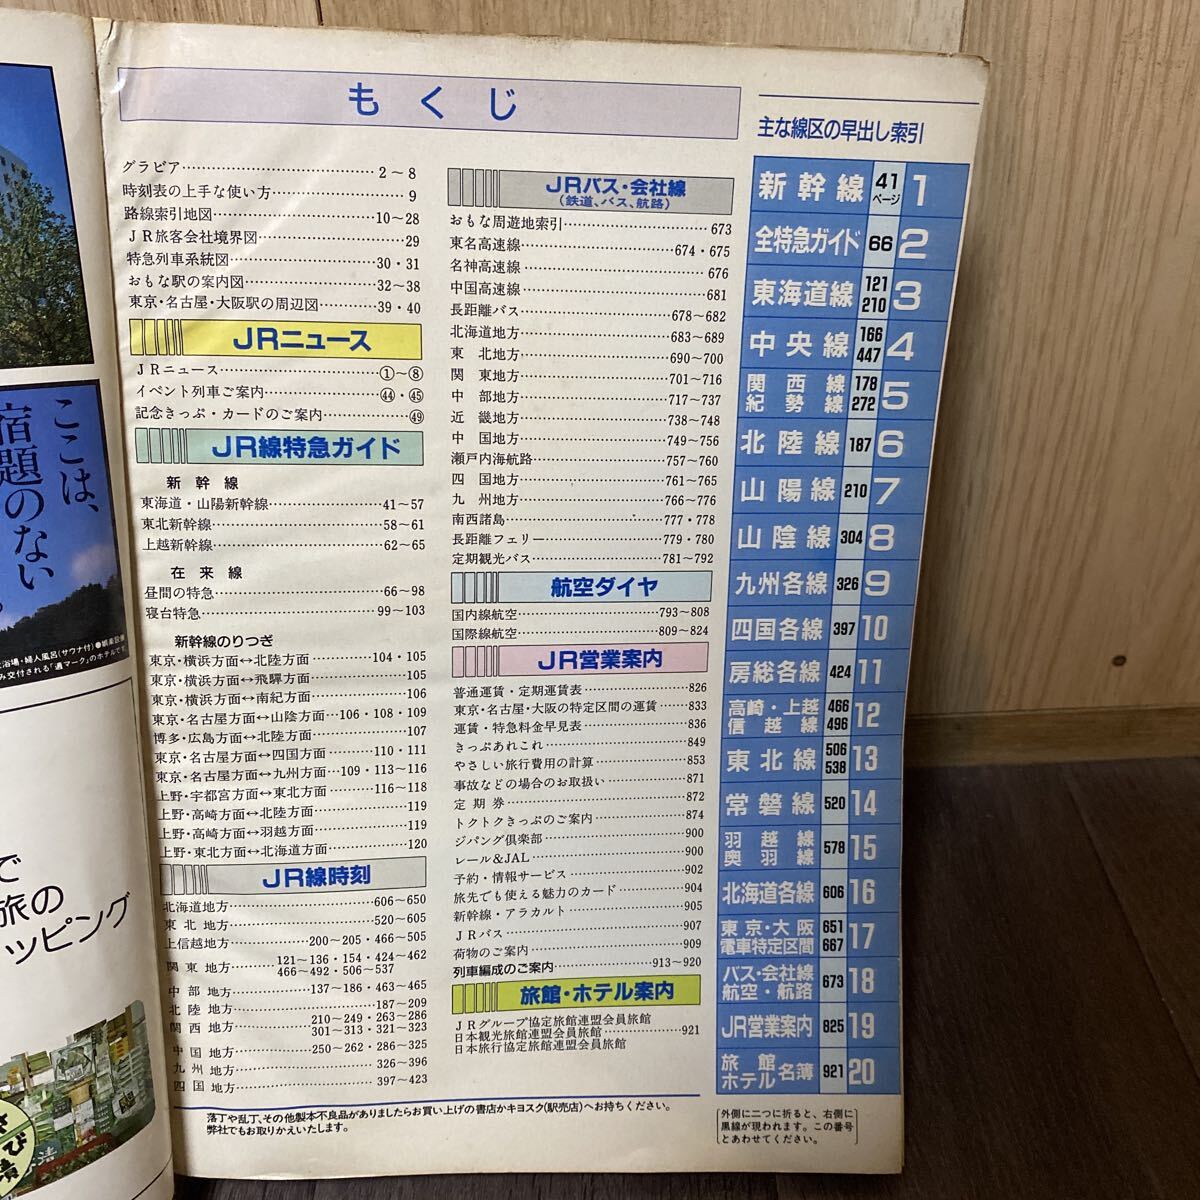 ここは、
宿題のない
旅の
ッピング
もくじ
グラビア……2～8
時刻表の上手な使い方……9
路線索引地図……10～28
JR旅客会社境界図……29
特急列車系統図……30・31
おもな駅の案内図……32～38
東京・名古屋・大阪駅の周辺図……39・40
JRニュース
JRニュース……①～⑧
イベント列車ご案内……㊹・㊺
記念きっぷ・カードのご案内……㊾
JR線特急ガイド
新幹線
東海道・山陽新幹線……41～57
東北新幹線……58～61
上越新幹線……62～65
在来線
昼間の特急……66～98
寝台特急……99～103
新幹線のりつぎ
東京・横浜方面↔北陸方面……104・105
東京・横浜方面↔飛騨方面……105
東京・横浜方面↔南紀方面……106
東京・名古屋方面↔山陰方面…106・108・109
博多・広島方面↔北陸方面……107
東京・名古屋方面↔四国方面……110・111
東京・名古屋方面↔九州方面…109・113～116
上野・宇都宮方面↔東北方面……116～118
上野・高崎方面↔北陸方面……119
上野・高崎方面↔羽越方面……119
上野・東北方面↔北海道方面……120
JR線時刻
北海道地方……606～650
東北地方……520～605
上信越地方……200～205・466～505
関東地方……121～136・154・424～462
466～492・506～537
中部地方……137～186・463～465
北陸地方……187～209
関西地方……210～249・263～286
301～313・321～323
中国地方……250～262・286～325
九州地方……326～396
四国地方……397～423
JRバス・会社線
(鉄道、バス、航路)
おもな周遊地索引……673
東名高速線……674・675
名神高速線……676
中国高速線……681
長距離バス……678～682
北海道地方……683～689
東北地方……690～700
関東地方……701～716
中部地方……717～737
近畿地方……738～748
中国地方……749～756
瀬戸内海航路……757～760
四国地方……761～765
九州地方……766～776
南西諸島……777・778
長距離フェリー……779・780
定期観光バス……781～792
航空ダイヤ
国内線航空……793～808
国際線航空……809～824
JR営業案内
普通運賃・定期運賃表……826
東京・名古屋・大阪の特定区間の運賃……833
運賃・特急料金早見表……836
きっぷあれこれ……849
やさしい旅行費用の計算……853
事故などの場合のお取扱い……871
定期券……872
トクトクきっぷのご案内……874
ジパング倶楽部……900
レール&JAL……900
予約・情報サービス……902
旅先でも使える魅力のカード……904
新幹線・アラカルト……905
JRバス……907
荷物のご案内……909
列車編成のご案内……913～920
旅館・ホテル案内
JRグループ協定旅館連盟会員旅館
日本観光旅館連盟会員旅館……921
日本旅行協定旅館連盟会員旅館
落丁や乱丁、その他製本不良品がありましたらお買い上げの書店かキヨスク(駅売店)へお持ちください。
弊社でもお取りかえいたします。
主な線区の早出し索引
新幹線 41ページ 1
全特急ガイド 66 2
東海道線 121 210 3
中央線 166 447 4
関西線 178
紀勢線 272 5
北陸線 187 6
山陽線 210 7
山陰線 304 8
九州各線 326 9
四国各線 397 10
房総各線 424 11
高崎・上越 466
信越線 496 12
東北線 506 538 13
常磐線 520 14
羽越線
奥羽線 578 15
北海道各線 606 16
東京・大阪 651
電車特定区間 667 17
バス・会社線
航空・航路 673 18
JR営業案内 825 19
旅館
ホテル名簿 921 20
外側に二つに折ると、右側に
黒線が現われます。この番号
とあわせてください。